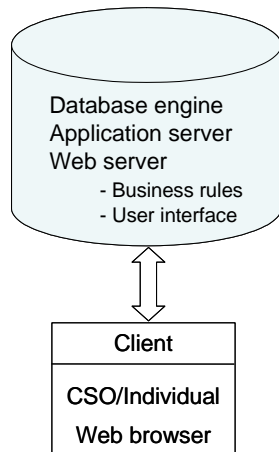 Database engine
Application server
Web server
- Business rules
- User interface
Client
CSO/Individual
Web browser